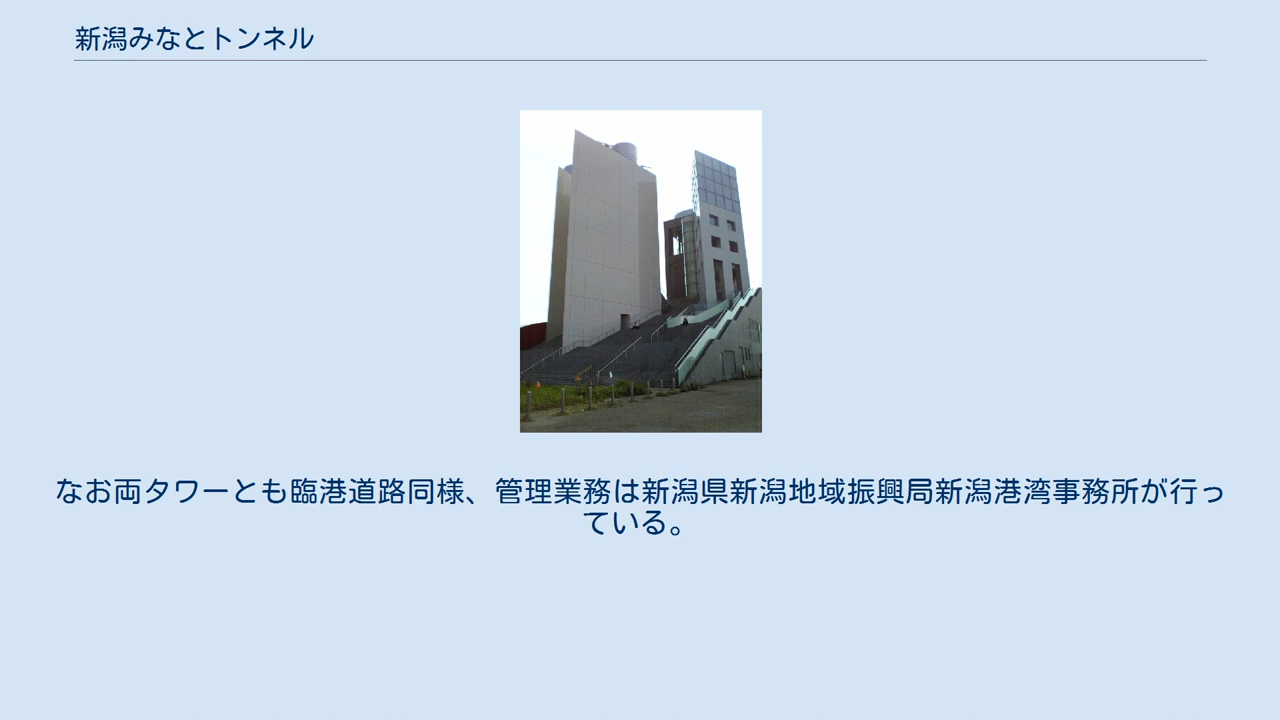 新潟みなとトンネル
なお両タワーとも臨港道路同様、管理業務は新潟県新潟地域振興局新潟港湾事務所が行っ
ている。